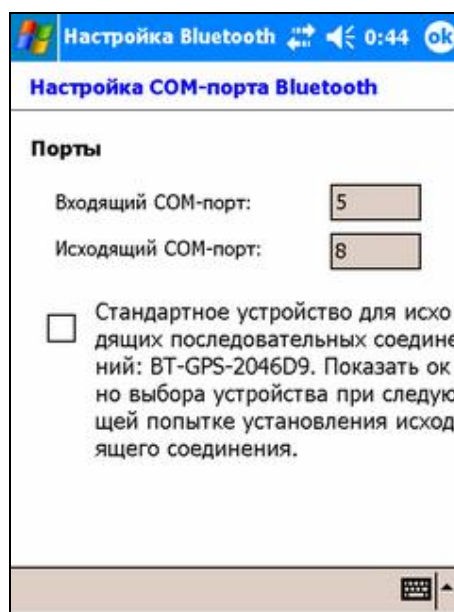 Настройка Bluetooth 0:44 ok
Настройка COM-порта Bluetooth
Порты
Входящий COM-порт: 5
Исходящий COM-порт: 8
Стандартное устройство для исхо
дящих последовательных соедине
ний: BT-GPS-2046D9. Показать ок
но выбора устройства при следую
щей попытке установления исход
ящего соединения.